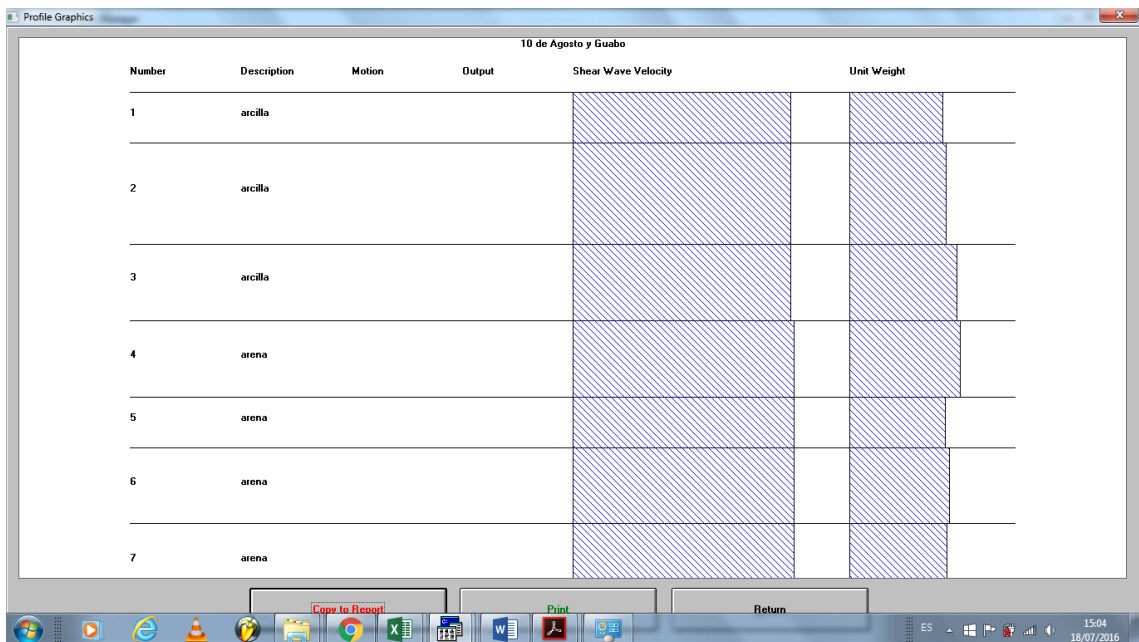 Profile Graphics
10 de Agosto y Guabo
Number Description Motion Output Shear Wave Velocity Unit Weight
1 arcilla
2 arcilla
3 arcilla
4 arena
5 arena
6 arena
7 arena
Copy to Report Print Return
ES 15:04
18/07/2016